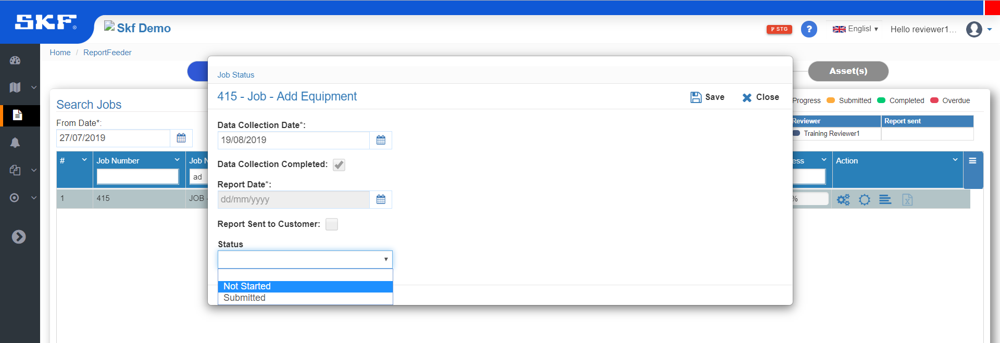 SKF®
Skf Demo
STG
?
English
Hello reviewer1...
Home / ReportFeeder
Asset(s)
Job Status
415 - Job - Add Equipment
Save
Close
Search Jobs
Progress
Submitted
Completed
Overdue
From Date*:
27/07/2019
Reviewer
Report sent
Training Reviewer1
Data Collection Date*:
19/08/2019
#
Job Number
Job N
ad
ess
Action
1
415
JOB -
%
Data Collection Completed:
Report Date*:
dd/mm/yyyy
Report Sent to Customer:
Status
Not Started
Submitted